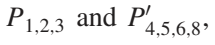 P_{1,2,3} and P'_{4,5,6,8},